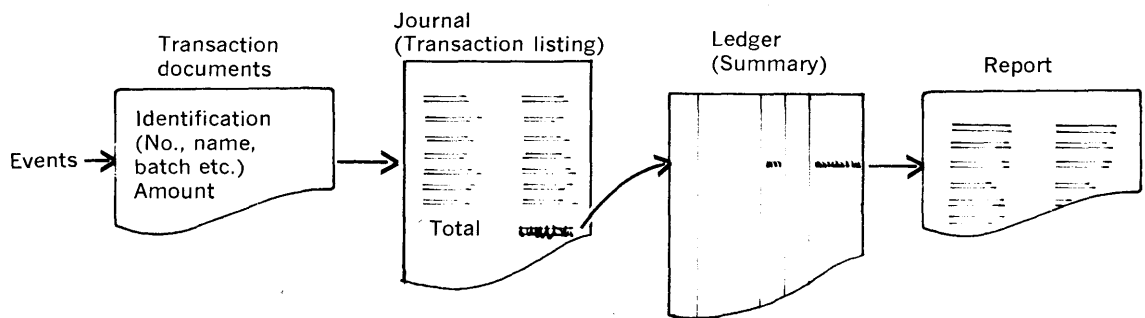 Transaction
documents
Journal
(Transaction listing)
Ledger
(Summary)
Report
Events
Identification
(No., name,
batch etc.)
Amount
Total